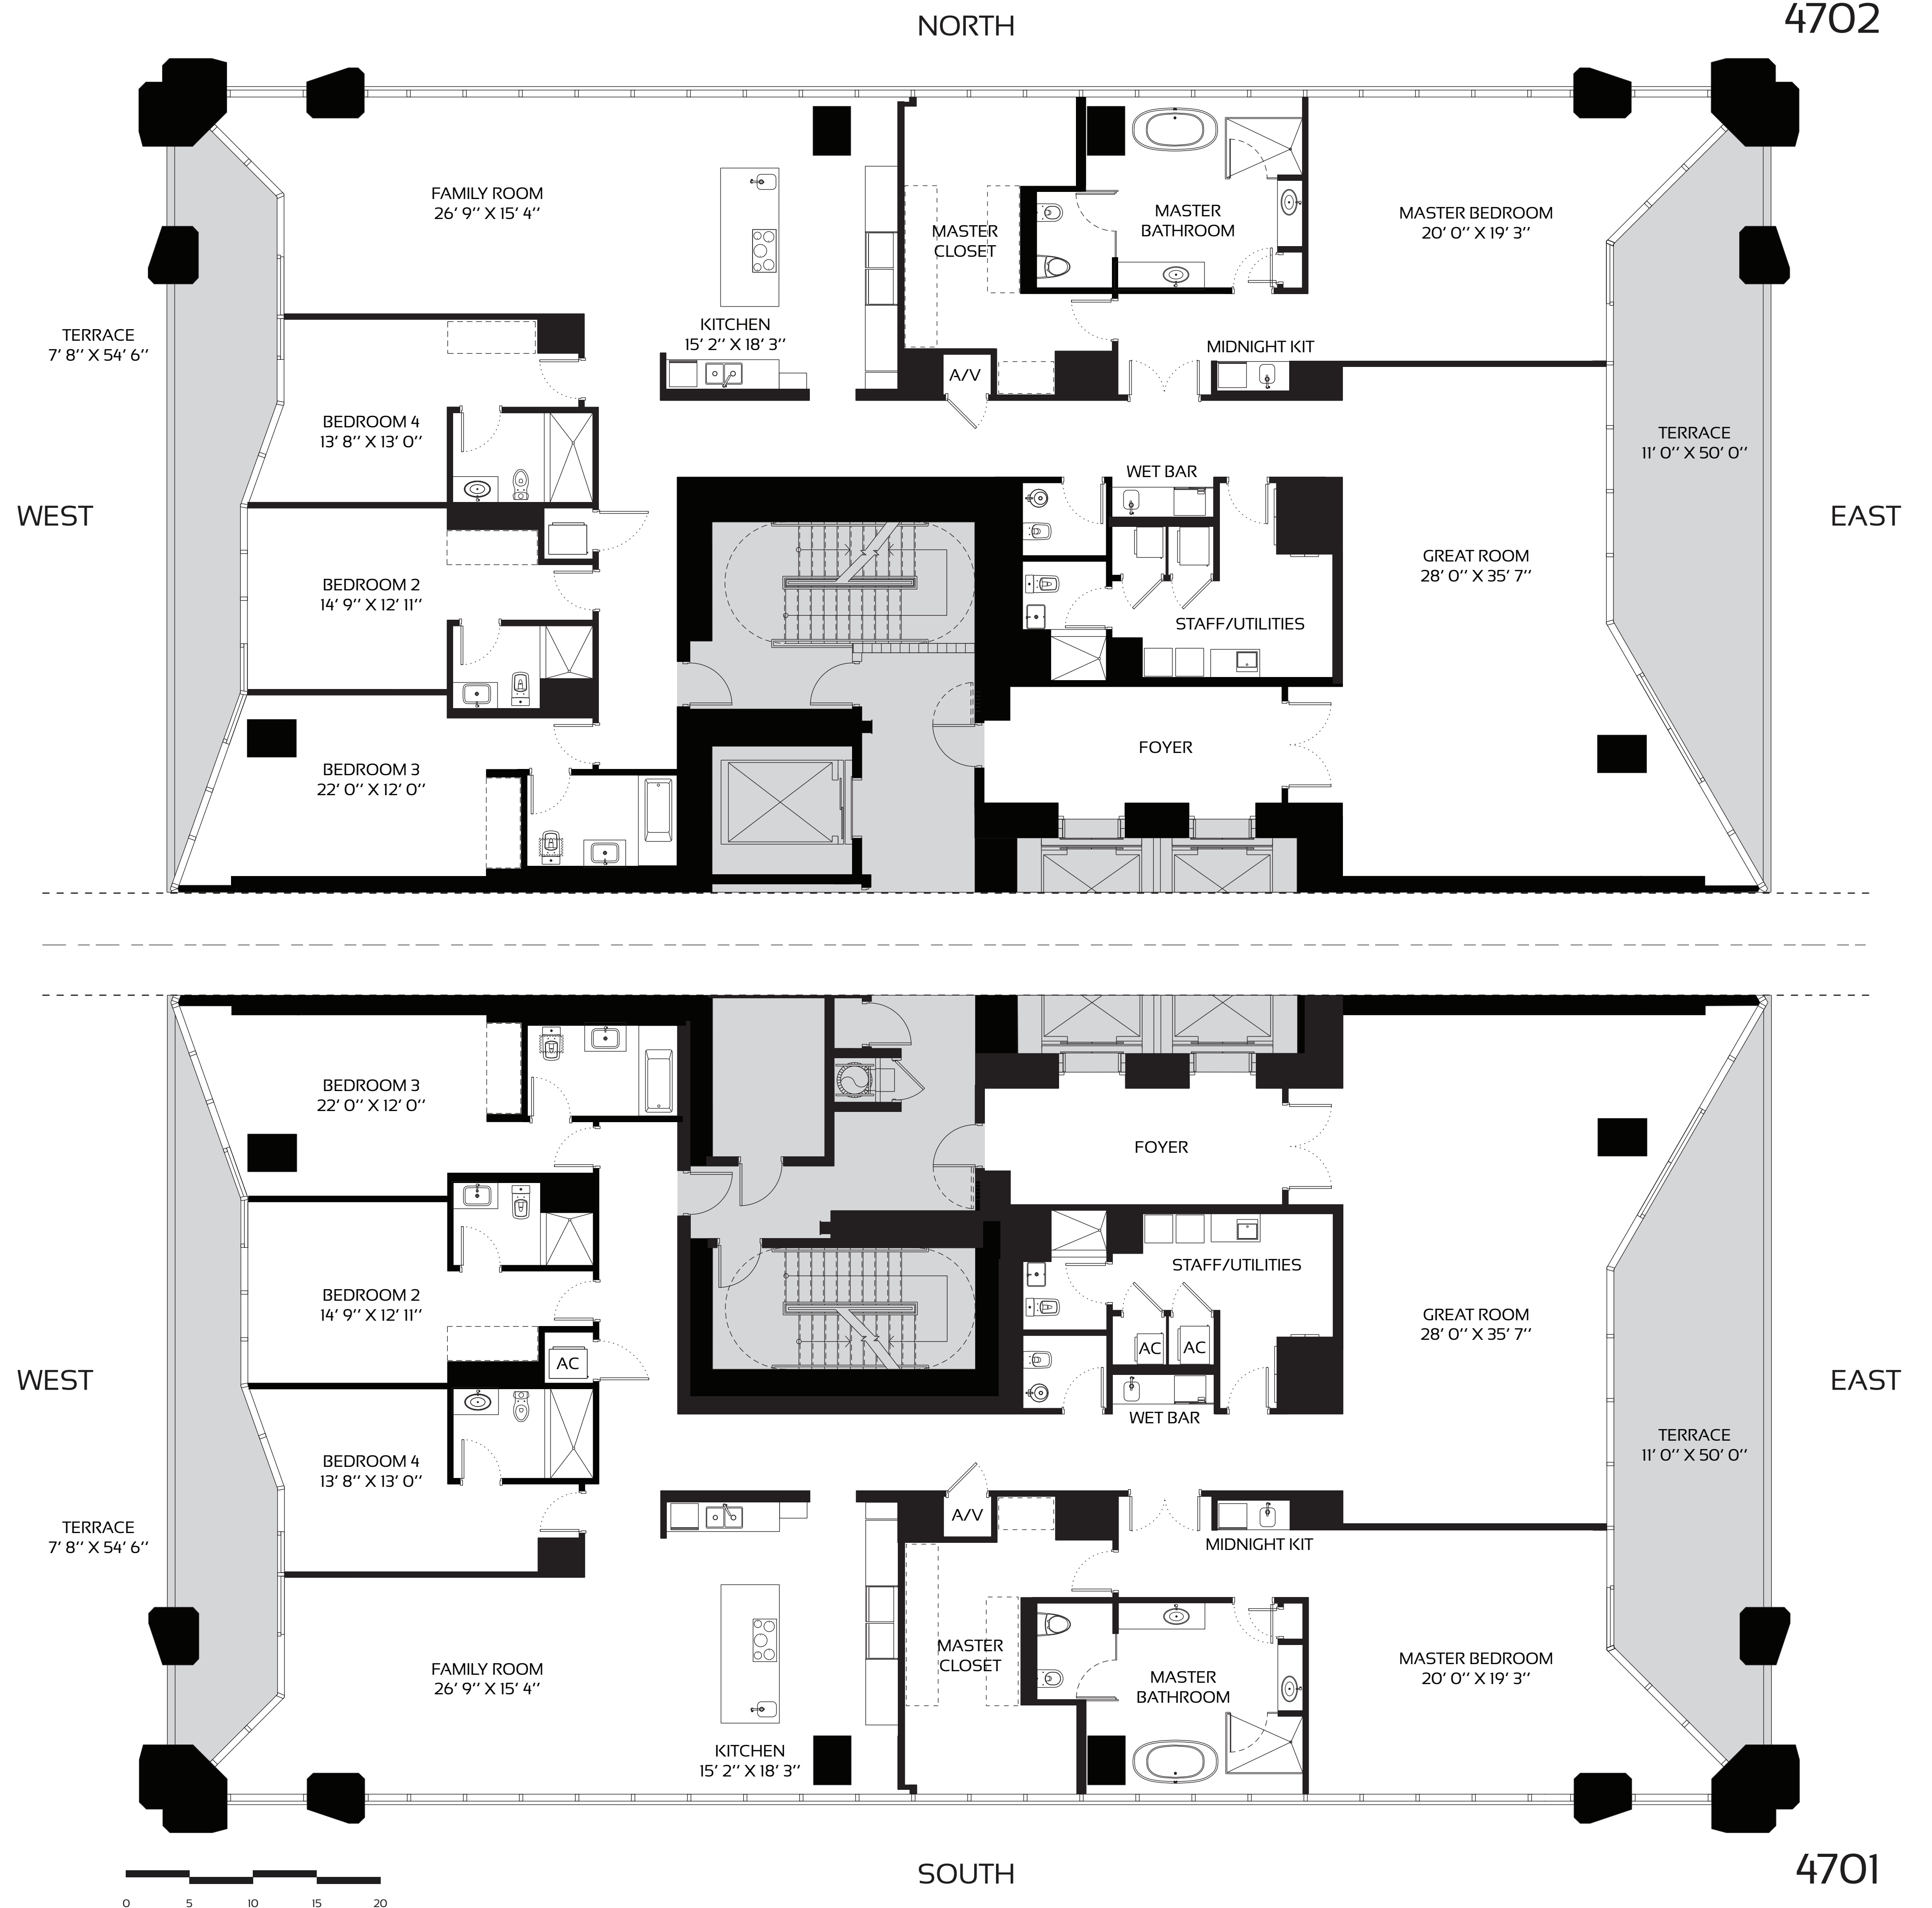 NORTH
4702
FAMILY ROOM
26' 9'' X 15' 4''
MASTER
CLOSET
MASTER
BATHROOM
MASTER BEDROOM
20' 0'' X 19' 3''
TERRACE
7' 8'' X 54' 6''
KITCHEN
15' 2'' X 18' 3''
MIDNIGHT KIT
A/V
BEDROOM 4
13' 8'' X 13' 0''
TERRACE
11' 0'' X 50' 0''
WET BAR
WEST
EAST
BEDROOM 2
14' 9'' X 12' 11''
GREAT ROOM
28' 0'' X 35' 7''
STAFF/UTILITIES
FOYER
BEDROOM 3
22' 0'' X 12' 0''
BEDROOM 3
22' 0'' X 12' 0''
FOYER
STAFF/UTILITIES
BEDROOM 2
14' 9'' X 12' 11''
GREAT ROOM
28' 0'' X 35' 7''
AC
AC
AC
WEST
EAST
WET BAR
BEDROOM 4
13' 8'' X 13' 0''
TERRACE
11' 0'' X 50' 0''
A/V
TERRACE
7' 8'' X 54' 6''
MIDNIGHT KIT
FAMILY ROOM
26' 9'' X 15' 4''
MASTER
CLOSET
MASTER
BATHROOM
MASTER BEDROOM
20' 0'' X 19' 3''
KITCHEN
15' 2'' X 18' 3''
SOUTH
4701
0 5 10 15 20